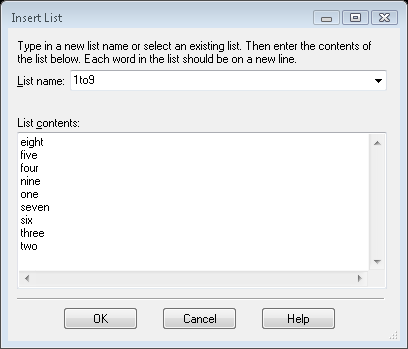 Insert List
Type in a new list name or select an existing list. Then enter the contents of
the list below. Each word in the list should be on a new line.
List name: 1to9
List contents:
eight
five
four
nine
one
seven
six
three
two
OK Cancel Help